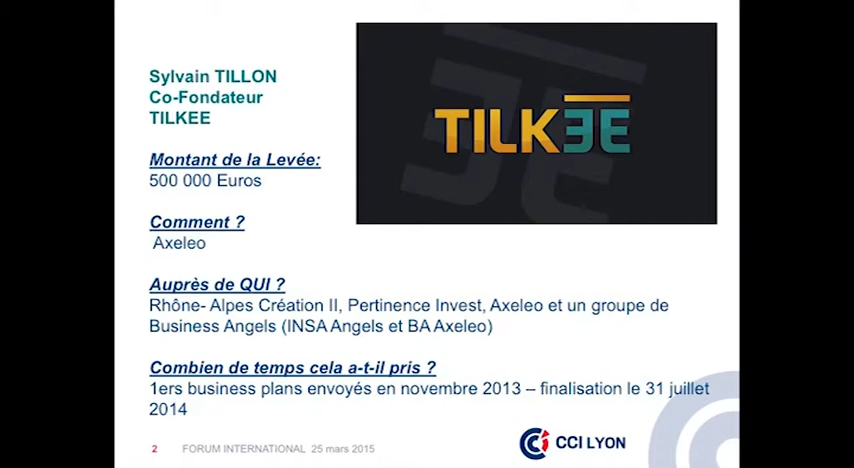 Sylvain TILLON
Co-Fondateur
TILKEE
TILKEE
Montant de la Levée:
500 000 Euros
Comment ?
Axeleo
Auprès de QUI ?
Rhône- Alpes Création II, Pertinence Invest, Axeleo et un groupe de
Business Angels (INSA Angels et BA Axeleo)
Combien de temps cela a-t-il pris ?
1ers business plans envoyés en novembre 2013 – finalisation le 31 juillet
2014
2 FORUM INTERNATIONAL 25 mars 2015
CCI LYON